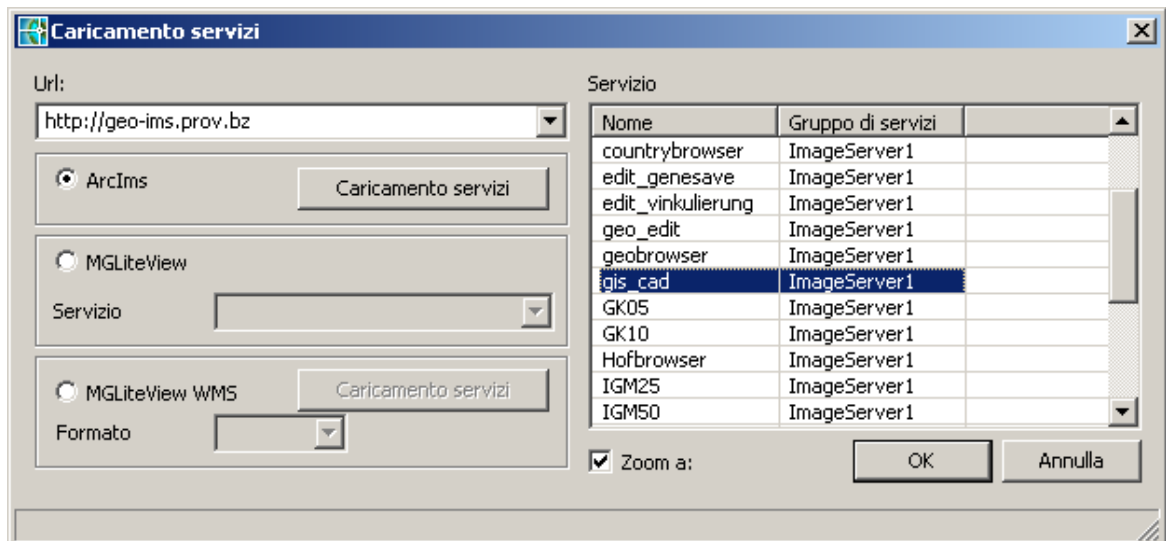 Caricamento servizi
Url:
http://geo-ims.prov.bz
ArcIms
Caricamento servizi
MGLiteView
Servizio
MGLiteView WMS
Caricamento servizi
Formato
Servizio
Nome Gruppo di servizi
countrybrowser ImageServer1
edit_genesave ImageServer1
edit_vinkulierung ImageServer1
geo_edit ImageServer1
geobrowser ImageServer1
gis_cad ImageServer1
GK05 ImageServer1
GK10 ImageServer1
Hofbrowser ImageServer1
IGM25 ImageServer1
IGM50 ImageServer1
Zoom a:
OK
Annulla